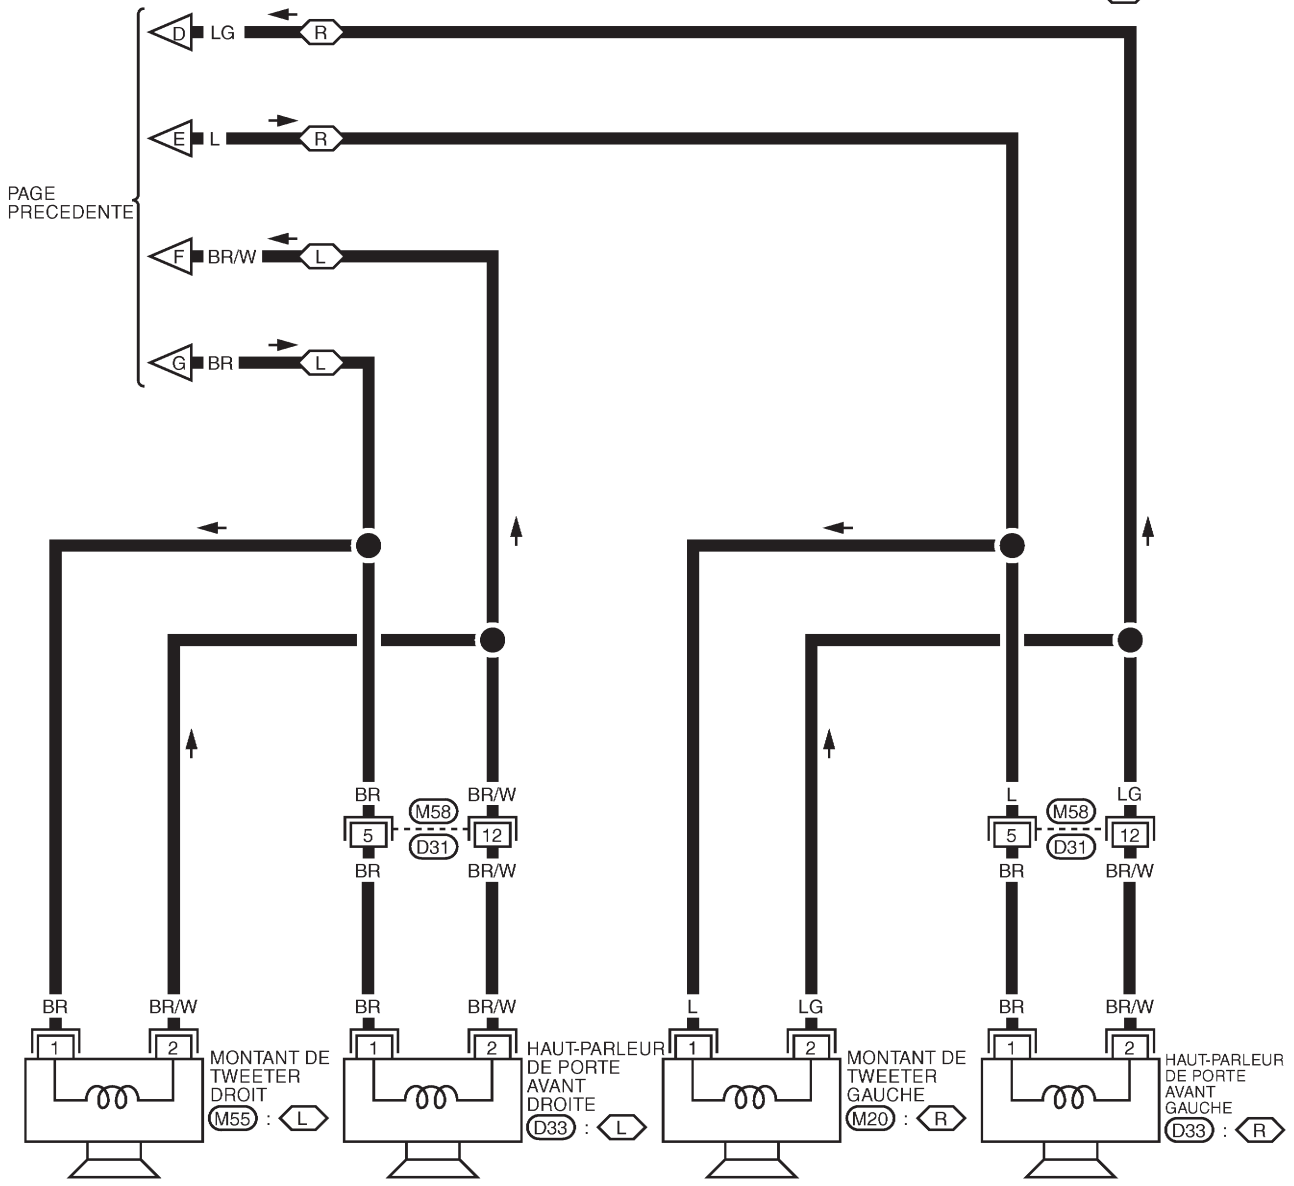 D LG R
E L R
PAGE
PRECEDENTE
F BR/W L
G BR L
BR BR/W L LG
M58 M58
5 12 5 12
D31 D31
BR BR/W BR BR/W
BR BR/W BR BR/W L LG BR BR/W
1 2 1 2 1 2 1 2
MONTANT DE
TWEETER
DROIT
M55 : L
HAUT-PARLEUR
DE PORTE
AVANT
DROITE
D33 : L
MONTANT DE
TWEETER
GAUCHE
M20 : R
HAUT-PARLEUR
DE PORTE
AVANT
GAUCHE
D33 : R